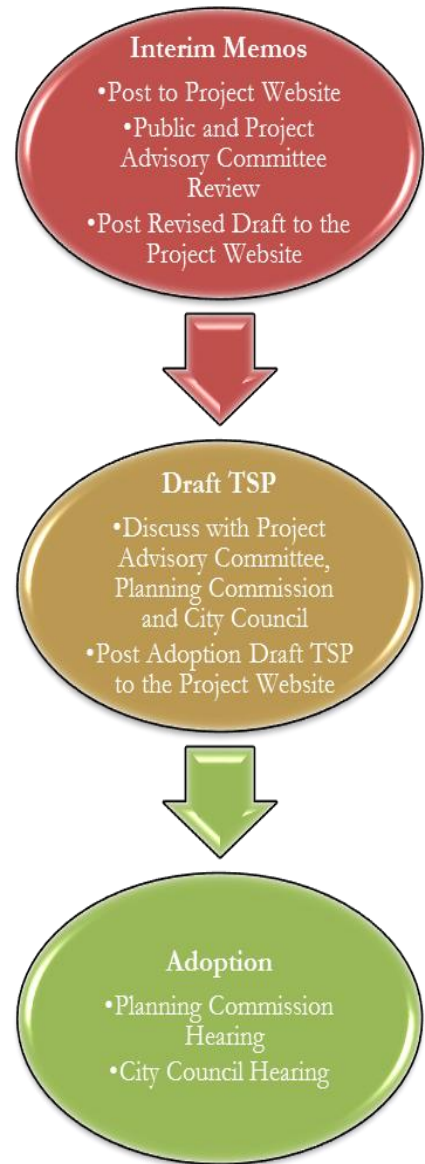 Interim Memos
•Post to Project Website
•Public and Project
Advisory Committee
Review
•Post Revised Draft to the
Project Website
Draft TSP
•Discuss with Project
Advisory Committee,
Planning Commission
and City Council
•Post Adoption Draft TSP
to the Project Website
Adoption
•Planning Commission
Hearing
•City Council Hearing